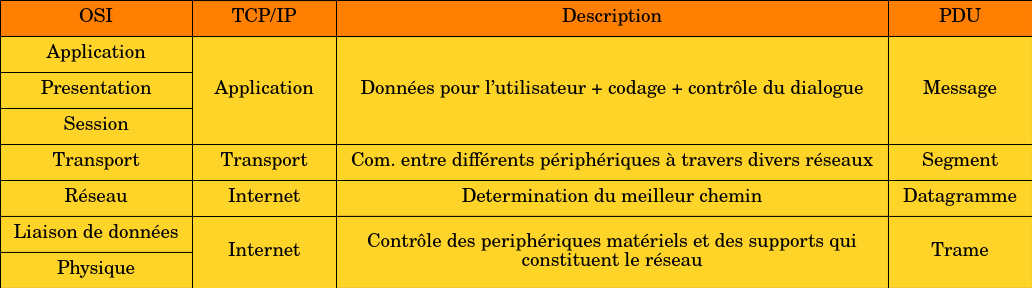 OSI TCP/IP Description PDU
Application
Presentation Application Données pour l'utilisateur + codage + contrôle du dialogue Message
Session
Transport Transport Com. entre différents périphériques à travers divers réseaux Segment
Réseau Internet Determination du meilleur chemin Datagramme
Liaison de données
Physique
Internet
Contrôle des periphériques matériels et des supports qui
constituent le réseau
Trame